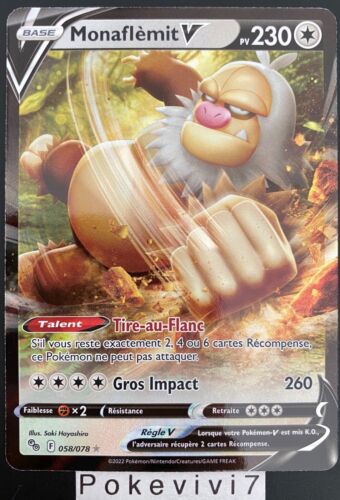 BASE Monaflèmit V PV 230
Talent Tire-au-Flanc
S'il vous reste exactement 2, 4 ou 6 cartes Récompense,
ce Pokémon ne peut pas attaquer.
Gros Impact 260
Faiblesse ×2 Résistance Retraite
Illus. Saki Hayashiro
F 058/078
Règle V Lorsque votre Pokémon-V est mis K.O.,
l'adversaire récupère 2 cartes Récompense.
©2022 Pokémon/Nintendo/Creatures/GAME FREAK
Pokevivi7